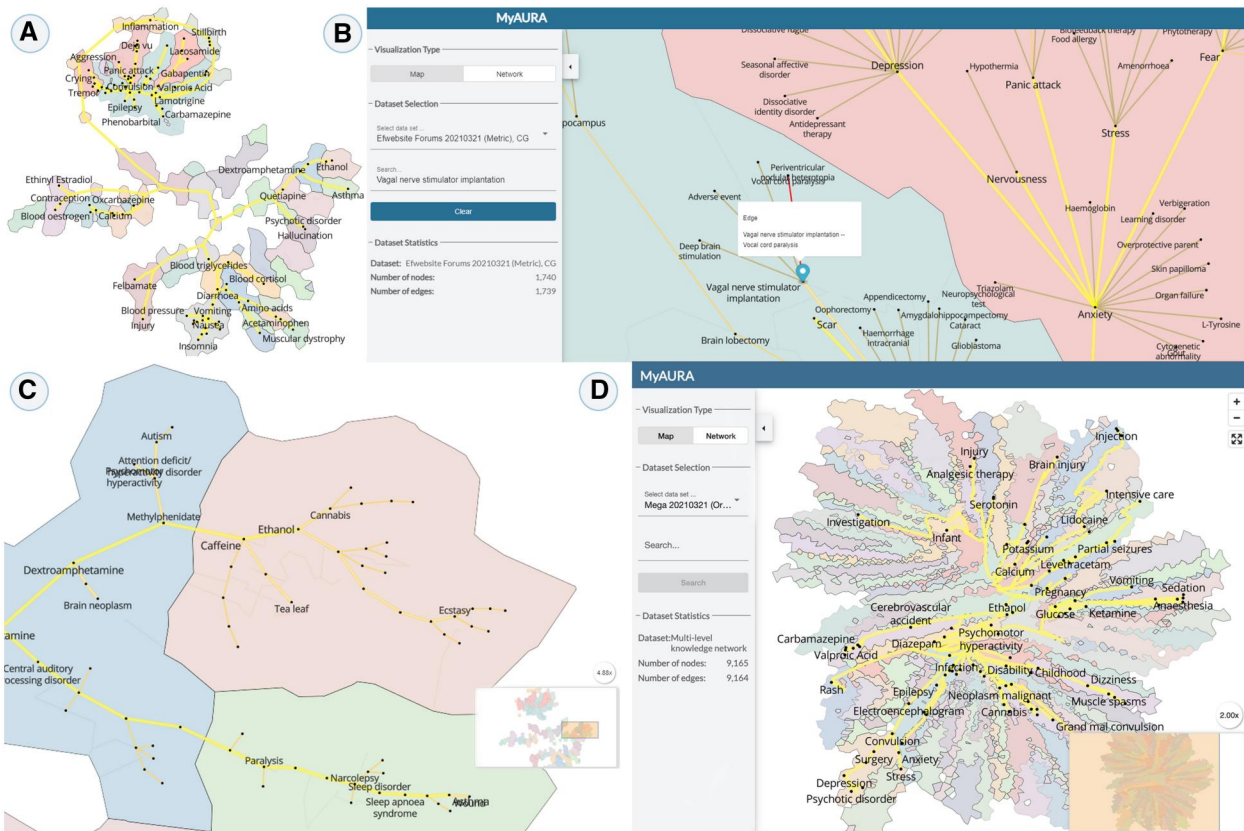 A
Inflammation
Stillbirth
Deja vu
Lacosamide
Aggression
Panic attack
Gabapentin
Crying
Convulsion
Valproic Acid
Tremor
Lamotrigine
Epilepsy
Carbamazepine
Phenobarbital
Dextroamphetamine
Ethanol
Ethinyl Estradiol
Contraception
Oxcarbazepine
Quetiapine
Asthma
Blood oestrogen
Calcium
Psychotic disorder
Hallucination
Blood triglycerides
Felbamate
Blood cortisol
Diarrhoea
Blood pressure
Vomiting
Amino acids
Injury
Nausea
Acetaminophen
Insomnia
Muscular dystrophy
B
MyAURA
Visualization Type
Map
Network
Dataset Selection
Select data set ...
Efwebsite Forums 20210321 (Metric), CG
Search...
Vagal nerve stimulator implantation
Clear
Dataset Statistics
Dataset: Efwebsite Forums 20210321 (Metric), CG
Number of nodes: 1,740
Number of edges: 1,739
Dissociative fugue
Biofeedback therapy
Phytotherapy
Food allergy
Seasonal affective
disorder
Depression
Hypothermia
Panic attack
Amenorrhoea
Fear
Dissociative
identity disorder
Antidepressant
therapy
Stress
pocampus
Periventricular
nodular heterotopia
Vocal cord paralysis
Nervousness
Adverse event
Haemoglobin
Verbigeration
Learning disorder
Edge
Vagal nerve stimulator implantation --
Vocal cord paralysis
Deep brain
stimulation
Overprotective parent
Skin papilloma
Vagal nerve stimulator
implantation
Appendicectomy
Neuropsychological
test
Triazolam
Organ failure
Oophorectomy
Amygdalohippocampectomy
Anxiety
Scar
Cataract
L-Tyrosine
Haemorrhage
intracranial
Glioblastoma
Brain lobectomy
Cytogenetic
abnormality
Gout
C
Autism
Attention deficit/
hyperactivity disorder
Psychomotor
hyperactivity
Cannabis
Methylphenidate
Ethanol
Caffeine
Dextroamphetamine
Brain neoplasm
Tea leaf
Ecstasy
amine
Central auditory
rocessing disorder
4.88x
Paralysis
Narcolepsy
Sleep disorder
Sleep apnoea
syndrome
Asthma
D
MyAURA
Visualization Type
Map
Network
Dataset Selection
Select data set ...
Mega 20210321 (Or...
Search...
Search
Dataset Statistics
Dataset:Multi-level
knowledge network
Number of nodes: 9,165
Number of edges: 9,164
+
−
Injection
Injury
Analgesic therapy
Brain injury
Serotonin
Intensive care
Investigation
Lidocaine
Infant
Potassium
Partial seizures
Calcium
Levetiracetam
Vomiting
Pregnancy
Sedation
Cerebrovascular
accident
Ethanol
Glucose
Ketamine
Anaesthesia
Carbamazepine
Psychomotor
hyperactivity
Diazepam
Valproic Acid
Infection
Disability
Childhood
Rash
Dizziness
Epilepsy
Neoplasm malignant
Muscle spasms
Electroencephalogram
Cannabis
Grand mal convulsion
2.00x
Convulsion
Surgery
Anxiety
Depression
Stress
Psychotic disorder